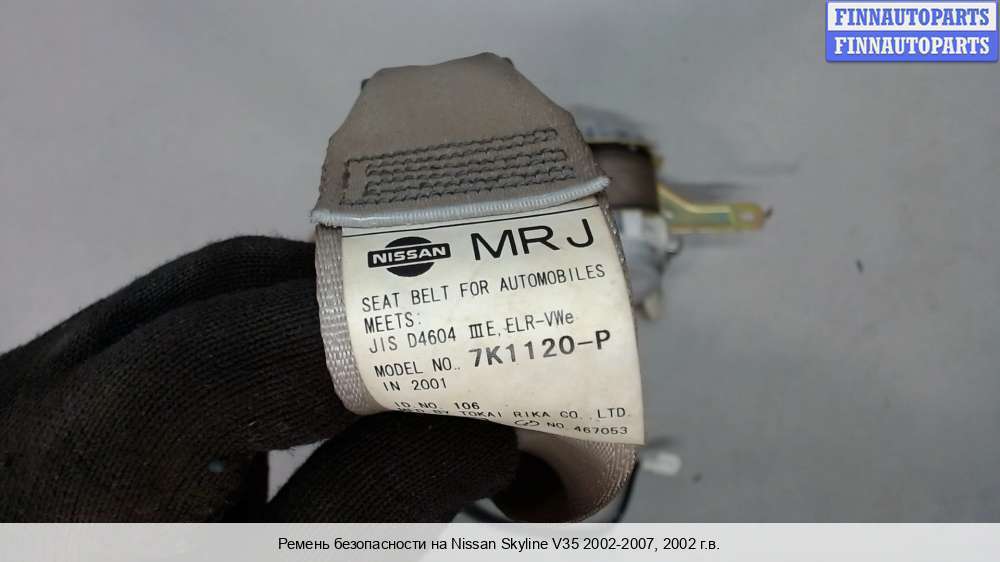 FINNAUTOPARTS
FINNAUTOPARTS
NISSAN MRJ
SEAT BELT FOR AUTOMOBILES
MEETS:
JIS D4604 ⅢE, ELR-VWe
MODEL NO.. 7K1120-P
IN 2001
ID NO. 106
BY TOKAI RIKA CO., LTD.
NO. 467053
Ремень безопасности на Nissan Skyline V35 2002-2007, 2002 г.в.